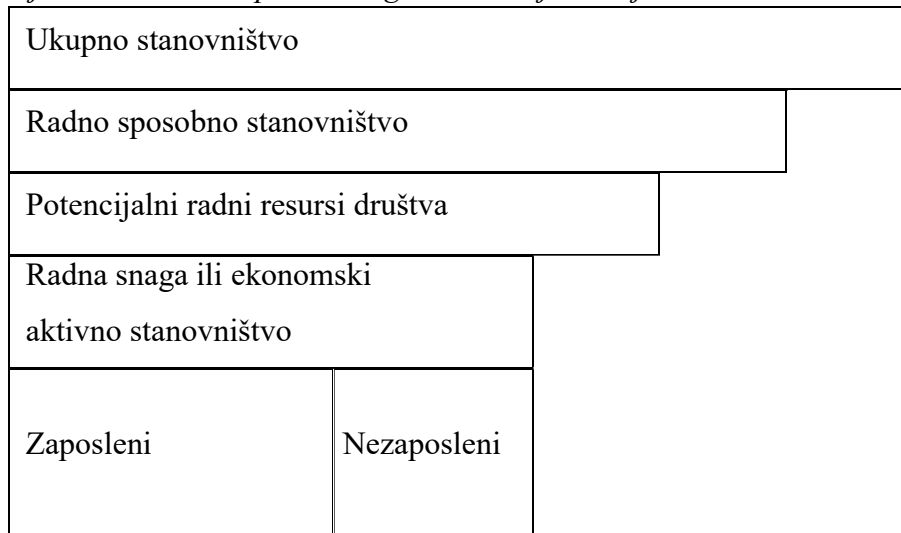 Ukupno stanovništvo
Radno sposobno stanovništvo
Potencijalni radni resursi društva
Radna snaga ili ekonomski
aktivno stanovništvo
Zaposleni Nezaposleni